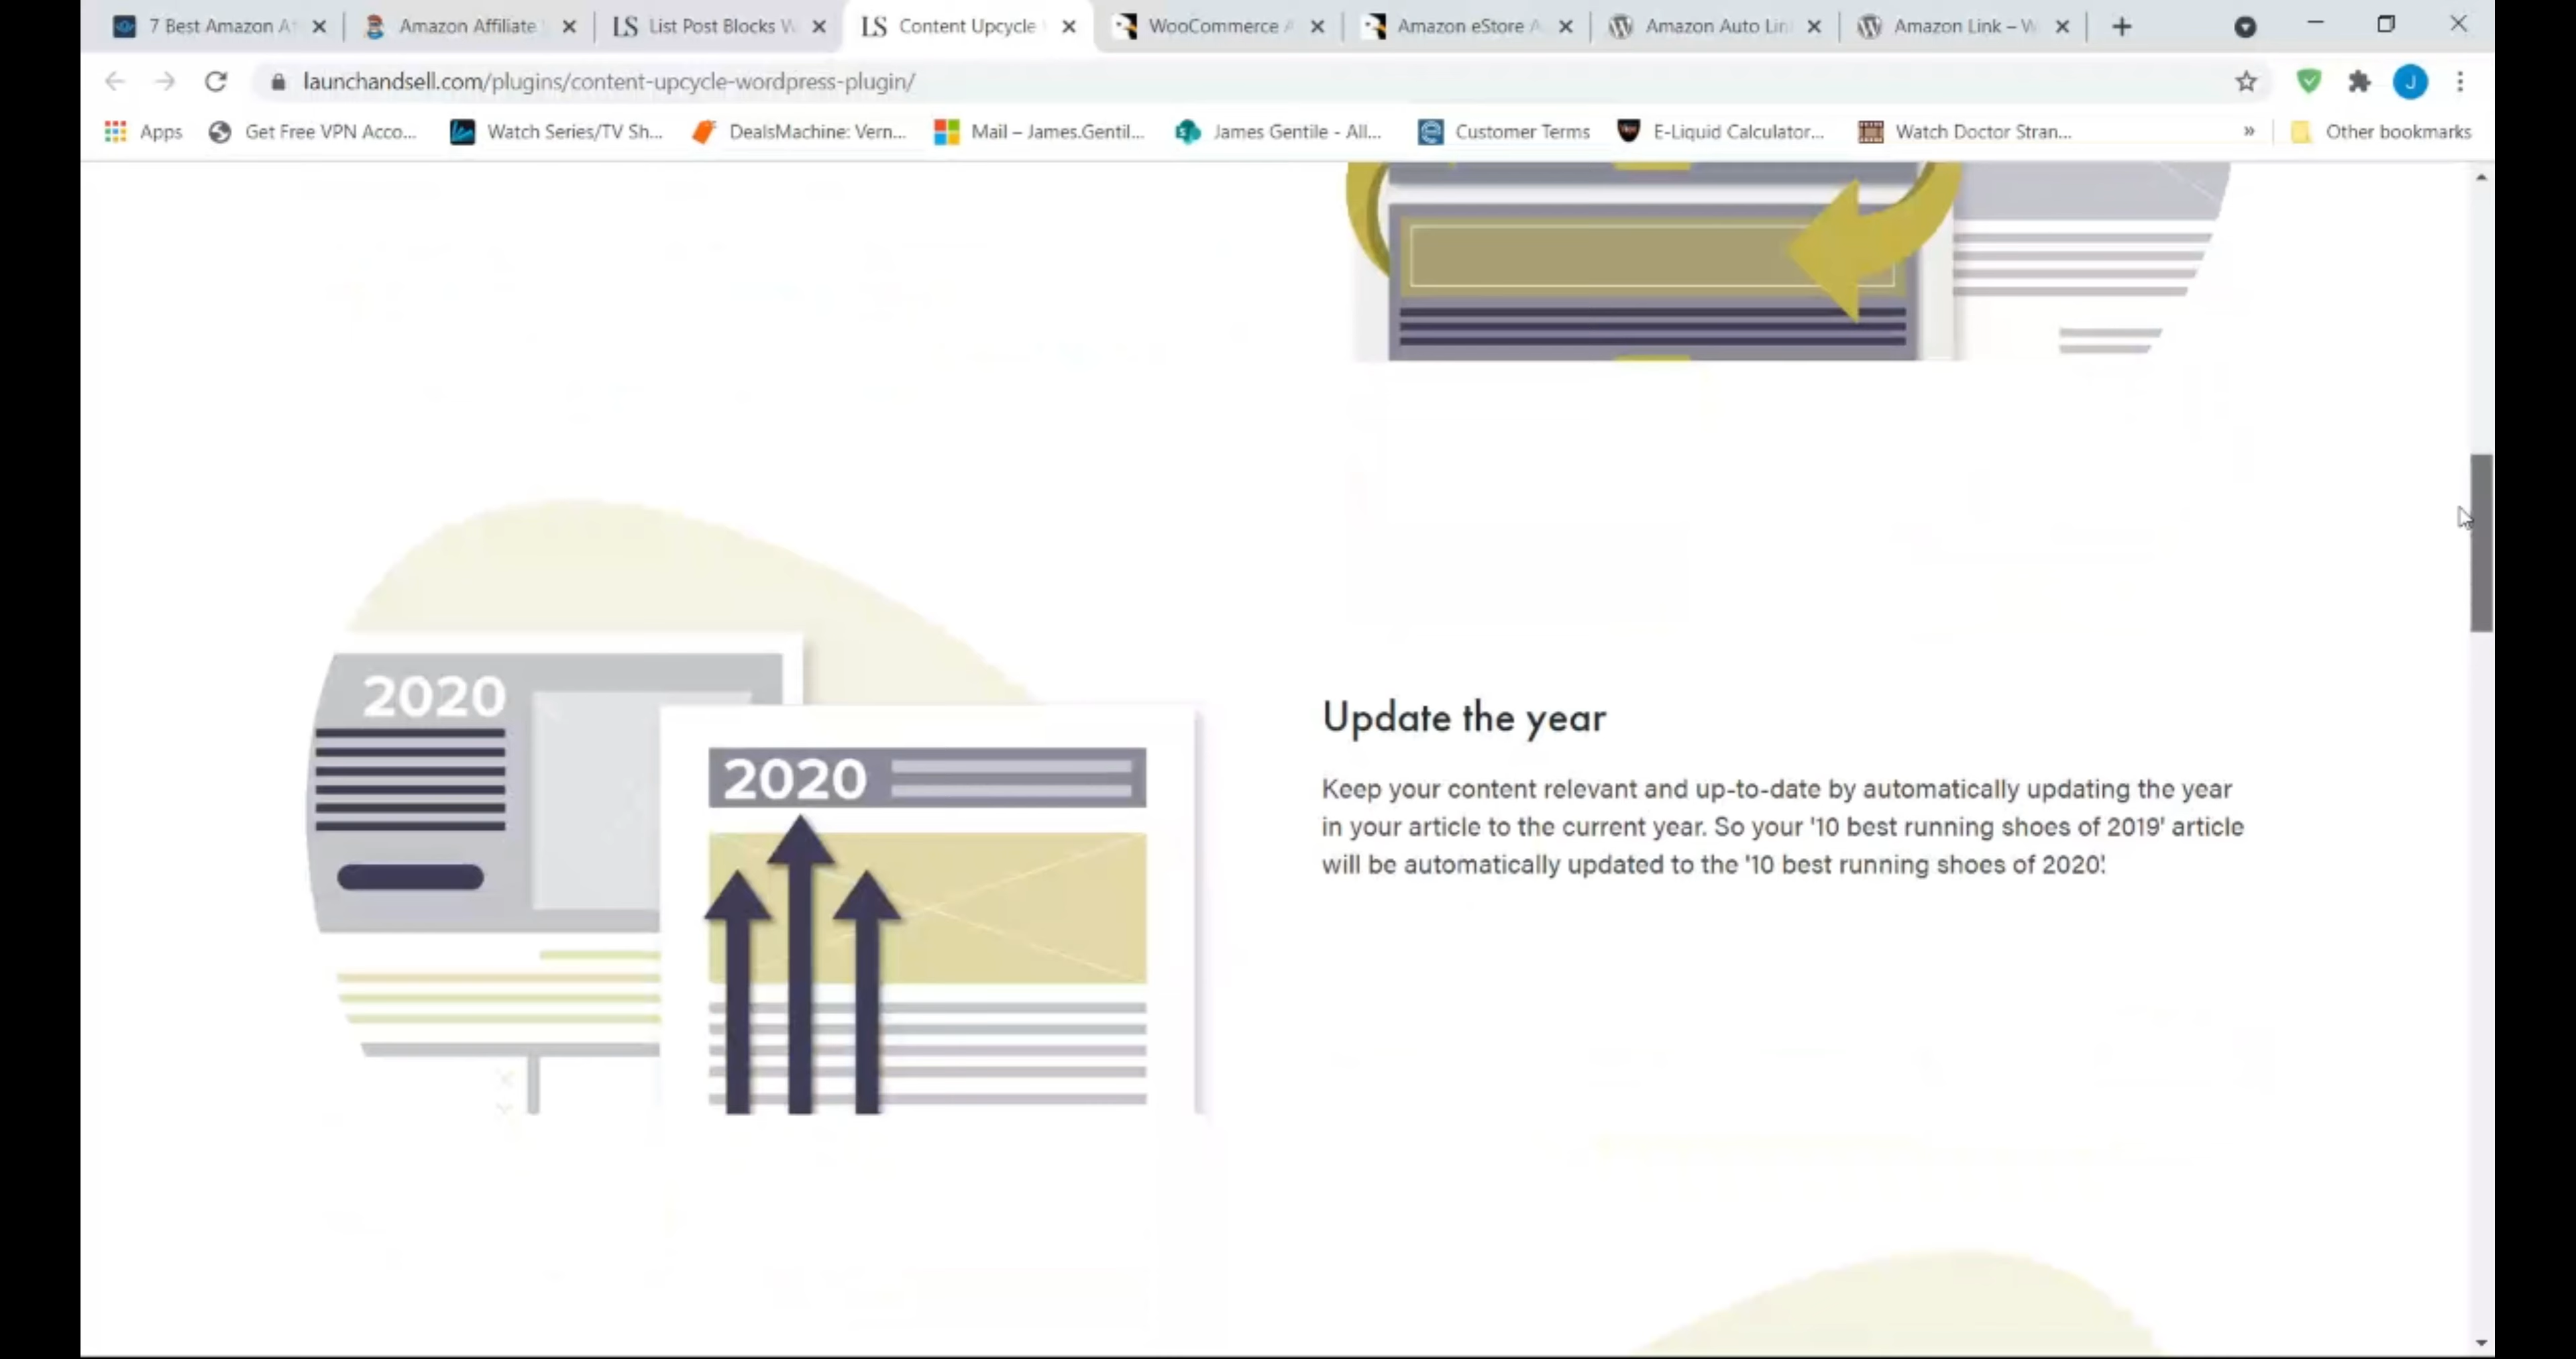 7 Best Amazon Af
Amazon Affiliate
LS List Post Blocks W
LS Content Upcycle
WooCommerce A
Amazon eStore A
Amazon Auto Lin
Amazon Link – W
launchandsell.com/plugins/content-upcycle-wordpress-plugin/
J
Apps
Get Free VPN Acco...
Watch Series/TV Sh...
DealsMachine: Vern...
Mail – James.Gentil...
James Gentile - All...
Customer Terms
E-Liquid Calculator...
Watch Doctor Stran...
»
Other bookmarks
2020
2020
Update the year
Keep your content relevant and up-to-date by automatically updating the year
in your article to the current year. So your '10 best running shoes of 2019' article
will be automatically updated to the '10 best running shoes of 2020'.